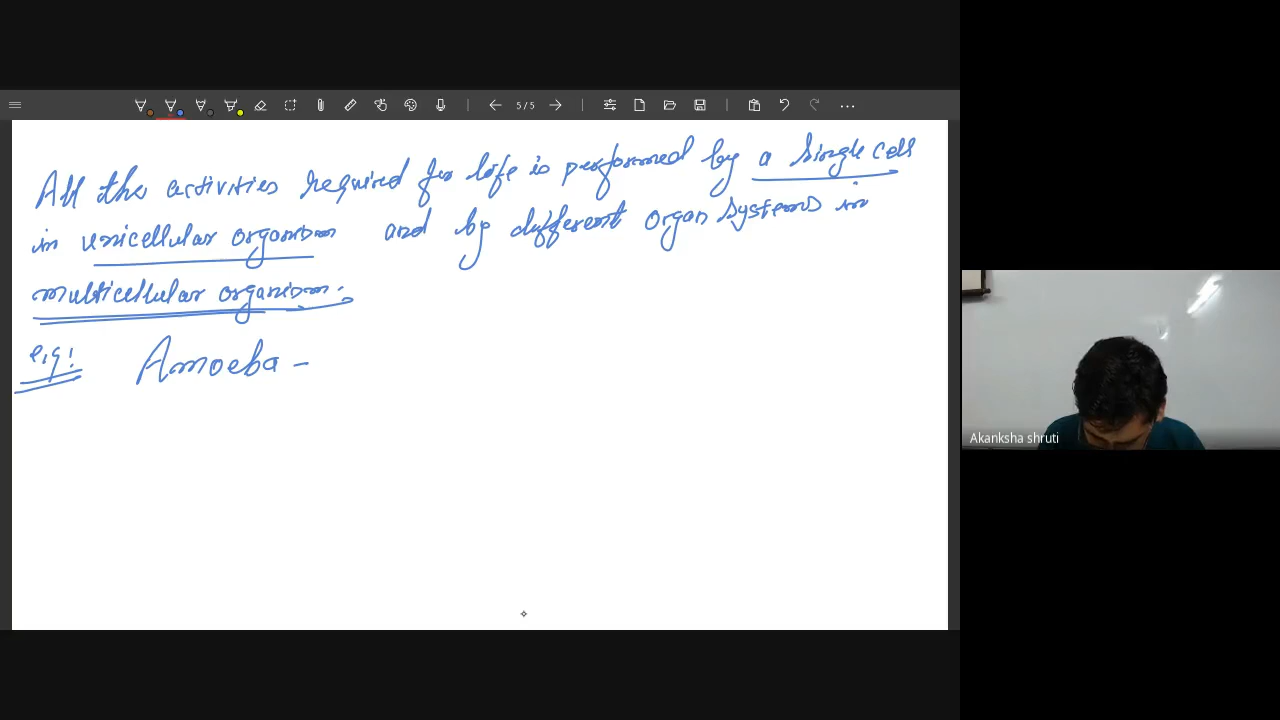 5/5
All the activities required for life is performed by a single cell
in unicellular organism and by different organ systems in
multicellular organism.
e.g! Amoeba -
Akanksha shruti